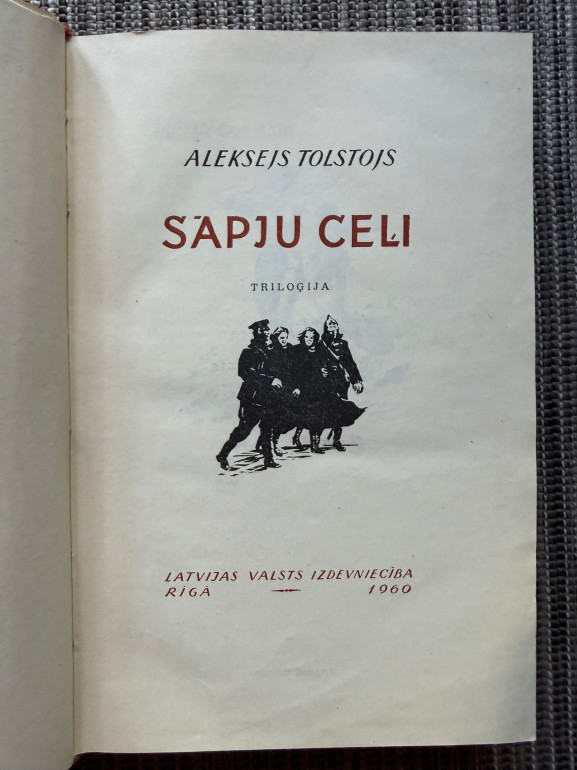 ALEKSEJS TOLSTOJS
SĀPJU CEĻI
TRILOĢIJA
LATVIJAS VALSTS IZDEVNIECĪBA
RĪGĀ — 1960